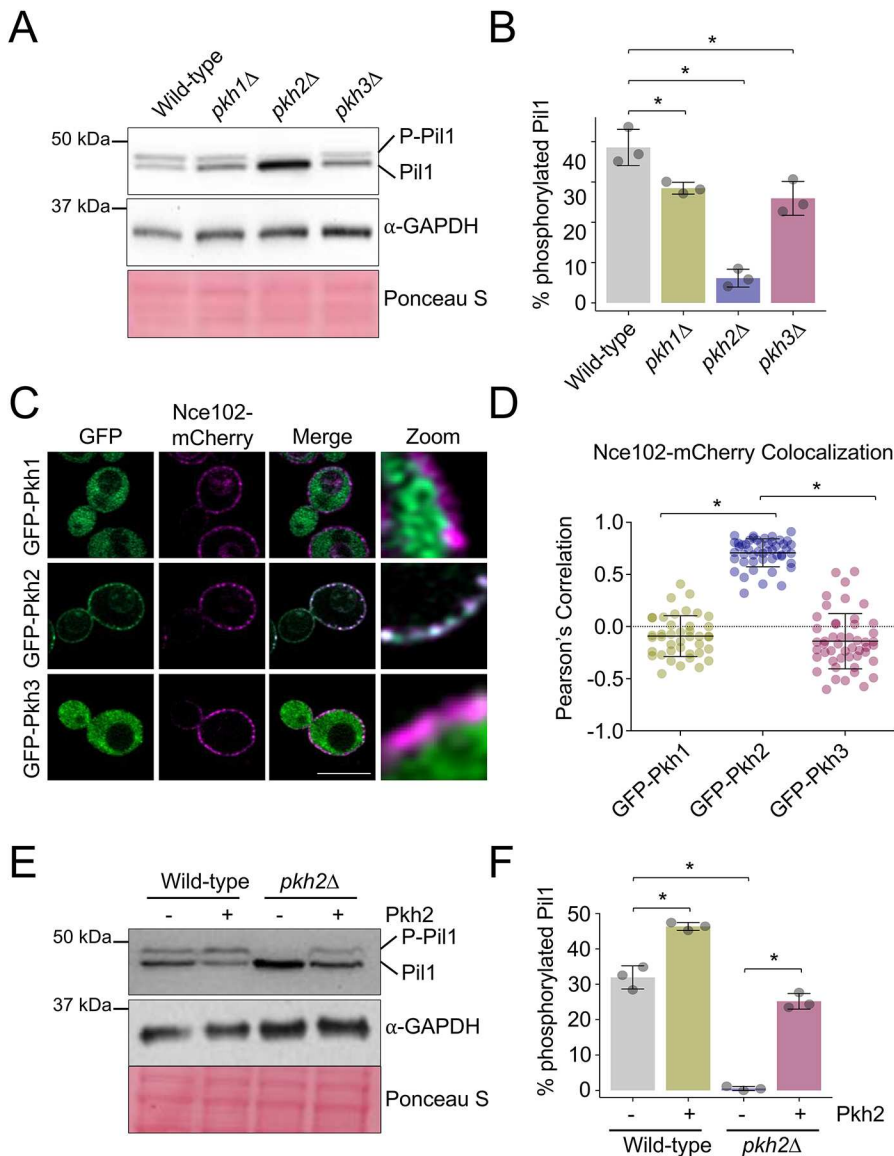 A
Wild-type
pkh1Δ
pkh2Δ
pkh3Δ
50 kDa
P-Pil1
Pil1
37 kDa
α-GAPDH
Ponceau S
B
* 
*
*
% phosphorylated Pil1
40
30
10
0
Wild-type
pkh1Δ
pkh2Δ
pkh3Δ
C
GFP
Nce102-
mCherry
Merge
Zoom
GFP-Pkh1
GFP-Pkh2
GFP-Pkh3
D
Nce102-mCherry Colocalization
* *
Pearson's Correlation
1.0
0.5
0.0
-0.5
-1.0
GFP-Pkh1
GFP-Pkh2
GFP-Pkh3
E
Wild-type pkh2Δ
- + - + Pkh2
50 kDa
P-Pil1
Pil1
37 kDa
α-GAPDH
Ponceau S
F
*
*
*
% phosphorylated Pil1
50
40
30
20
10
0
- + - + Pkh2
Wild-type pkh2Δ